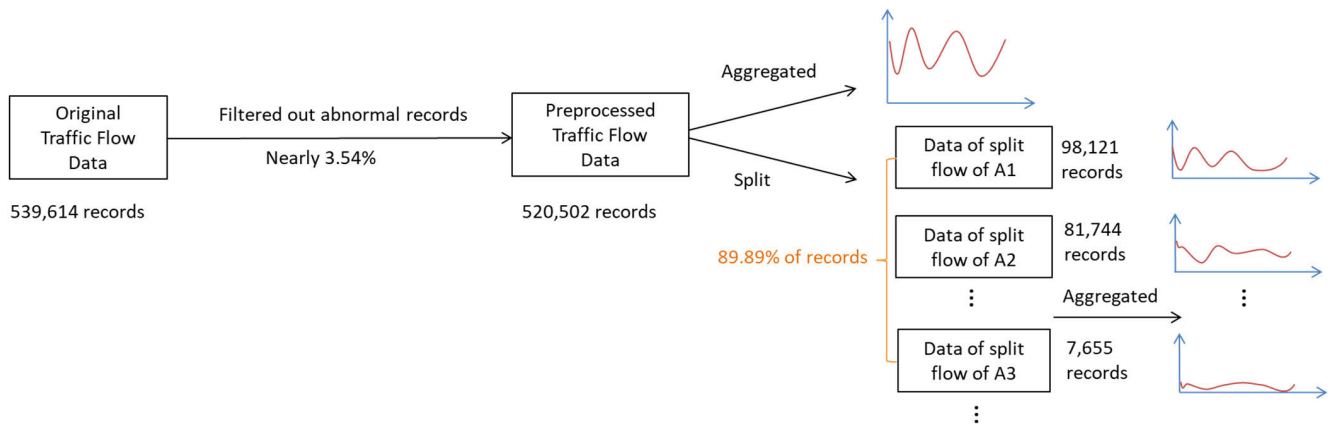 Original
Traffic Flow
Data
539,614 records
Filtered out abnormal records
Nearly 3.54%
Preprocessed
Traffic Flow
Data
520,502 records
Aggregated
Split
89.89% of records
Data of split
flow of A1
98,121
records
Data of split
flow of A2
81,744
records
Aggregated
Data of split
flow of A3
7,655
records